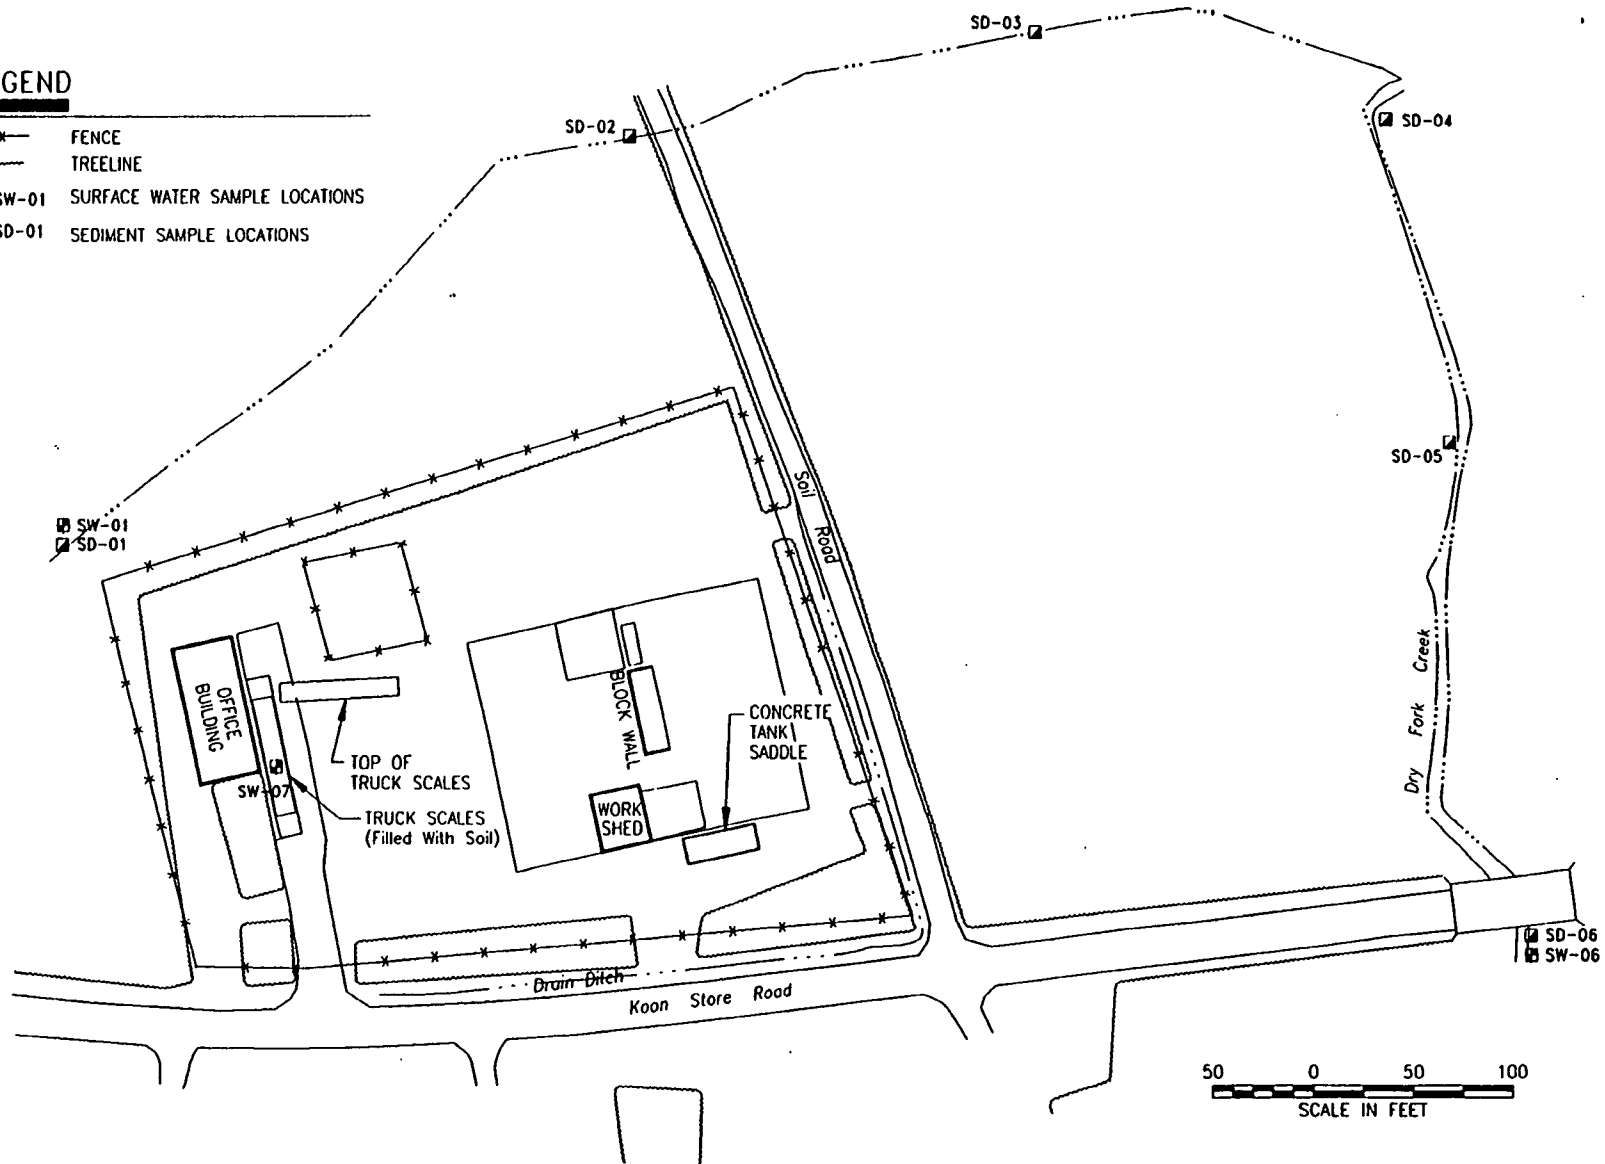 GEND
FENCE
TREELINE
SW-01 SURFACE WATER SAMPLE LOCATIONS
SD-01 SEDIMENT SAMPLE LOCATIONS
SD-03
SD-02
SD-04
SD-05
SW-01
SD-01
Soil
Road
Dry Fork Creek
OFFICE
BUILDING
BLOCK WALL
CONCRETE
TANK
SADDLE
TOP OF
TRUCK SCALES
SW-07
TRUCK SCALES
(Filled With Soil)
WORK
SHED
SD-06
SW-06
Drain Ditch
Koon Store Road
50 0 50 100
SCALE IN FEET